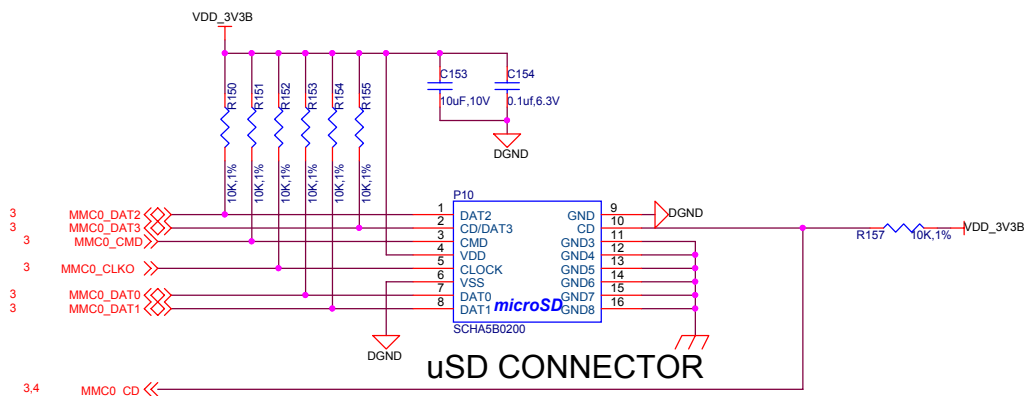 VDD_3V3B
R150
R151
R152
R153
R154
R155
10K,1%
10K,1%
10K,1%
10K,1%
10K,1%
10K,1%
C153
10uF,10V
C154
0.1uf,6.3V
DGND
P10
3 MMC0_DAT2 1 DAT2 GND 9 DGND
3 MMC0_DAT3 2 CD/DAT3 CD 10
3 MMC0_CMD 3 CMD GND3 11
4 VDD GND4 12
3 MMC0_CLKO 5 CLOCK GND5 13
6 VSS GND6 14
3 MMC0_DAT0 7 DAT0 GND7 15
3 MMC0_DAT1 8 DAT1 microSD GND8 16
R157 10K,1% VDD_3V3B
SCHA5B0200
DGND
uSD CONNECTOR
3,4 MMC0_CD